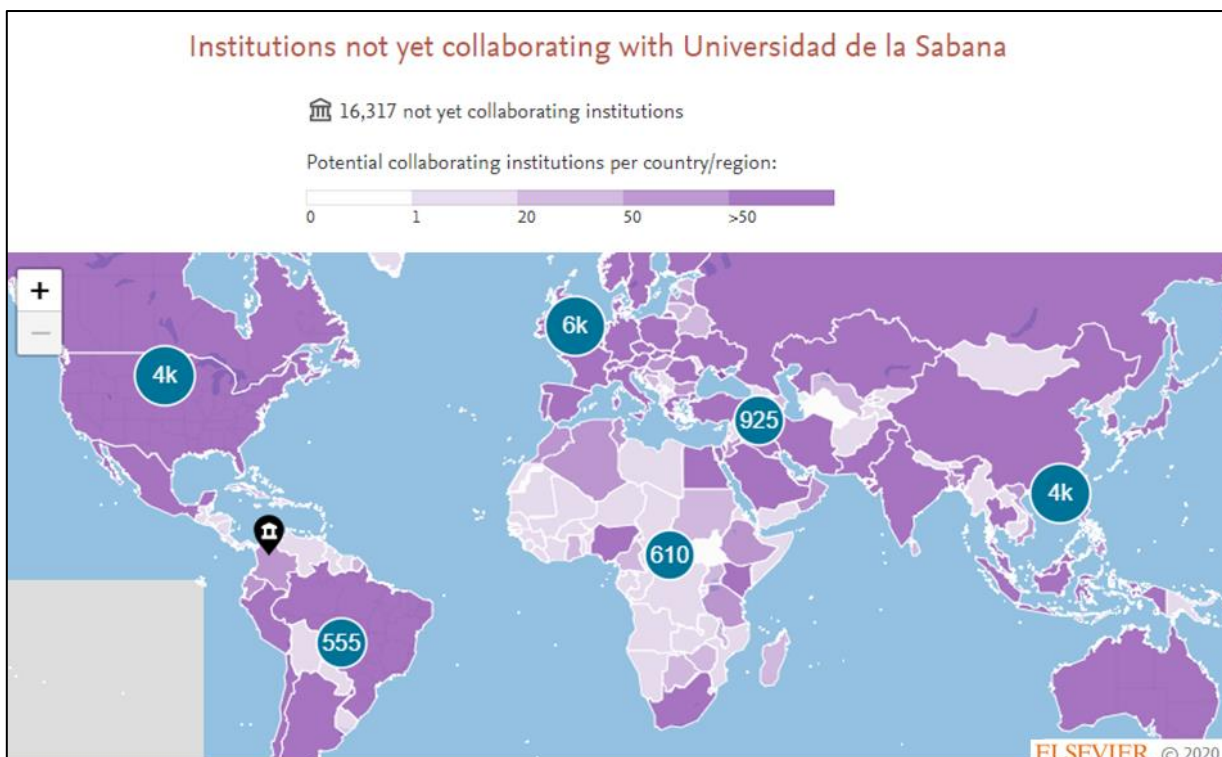 Institutions not yet collaborating with Universidad de la Sabana
16,317 not yet collaborating institutions
Potential collaborating institutions per country/region:
0 1 20 50 >50
+
−
6k
4k
925
4k
610
555
ELSEVIER © 2020